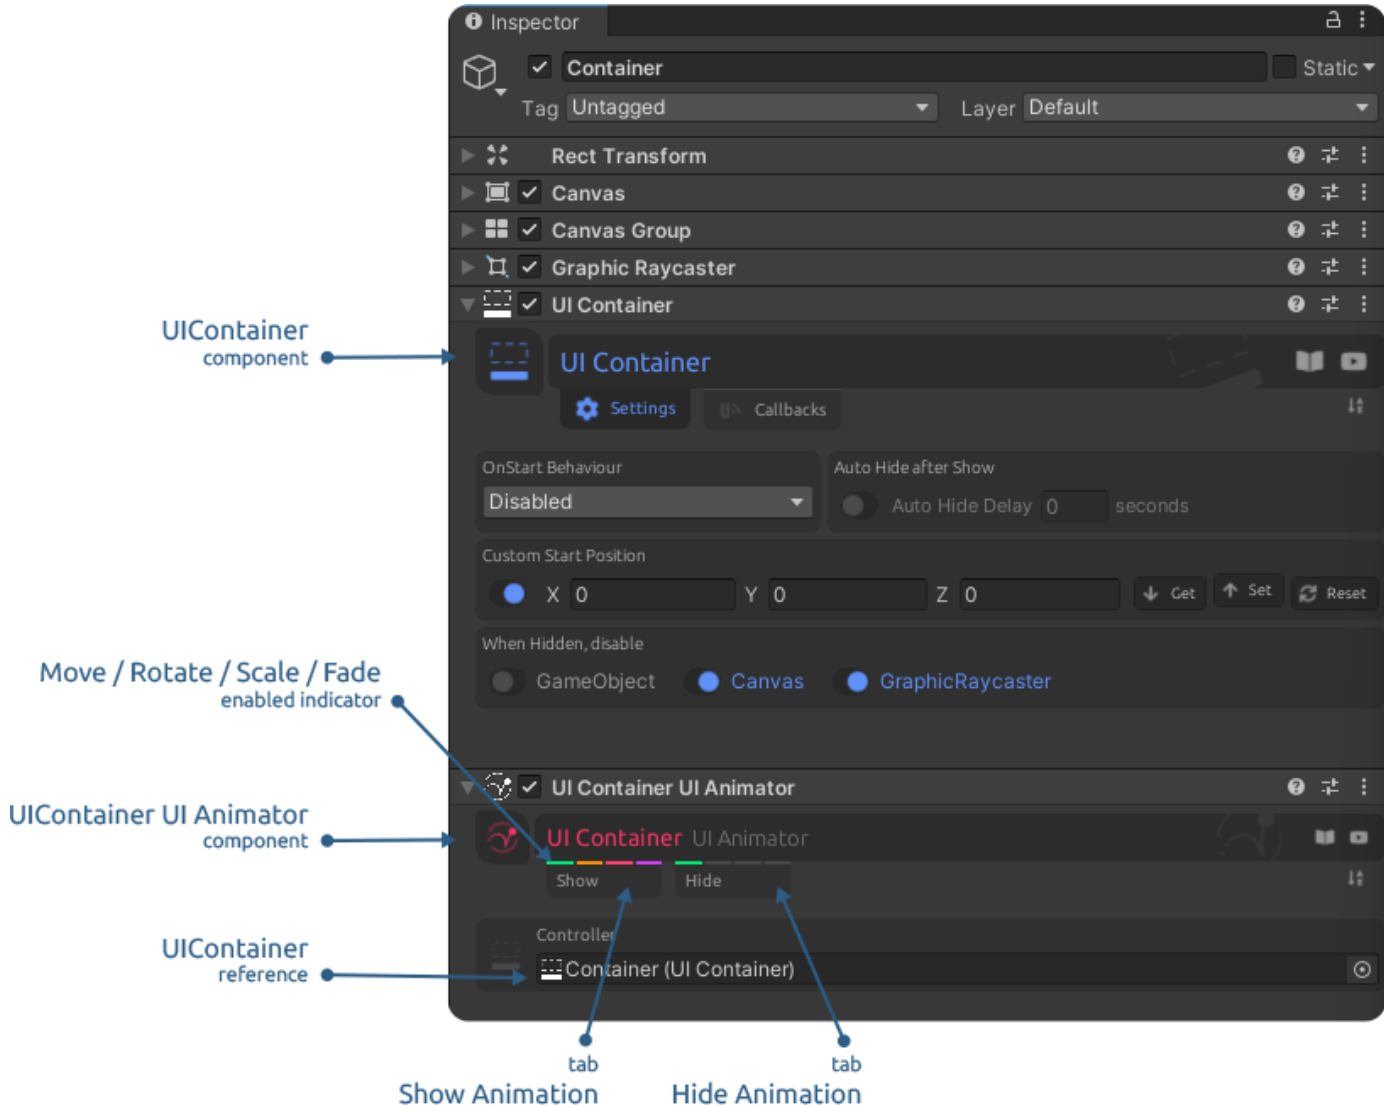 Inspector
Container
Static
Tag Untagged Layer Default
Rect Transform
Canvas
Canvas Group
Graphic Raycaster
UI Container
UIContainer
component
UI Container
Settings Callbacks
OnStart Behaviour Auto Hide after Show
Disabled Auto Hide Delay 0 seconds
Custom Start Position
X 0 Y 0 Z 0 Get Set Reset
When Hidden, disable
GameObject Canvas GraphicRaycaster
Move / Rotate / Scale / Fade
enabled indicator
UI Container UI Animator
UIContainer UI Animator
component
UI Container UI Animator
Show Hide
Controller
UIContainer
reference
Container (UI Container)
tab
Show Animation
tab
Hide Animation